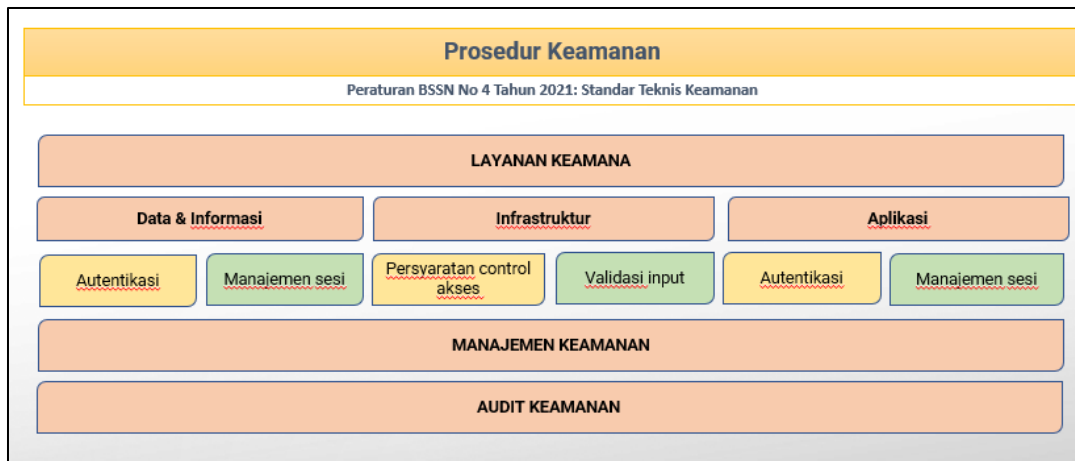 Prosedur Keamanan
Peraturan BSSN No 4 Tahun 2021: Standar Teknis Keamanan
LAYANAN KEAMANA
Data & Informasi
Infrastruktur
Aplikasi
Autentikasi
Manajemen sesi
Persyaratan control
akses
Validasi input
Autentikasi
Manajemen sesi
MANAJEMEN KEAMANAN
AUDIT KEAMANAN